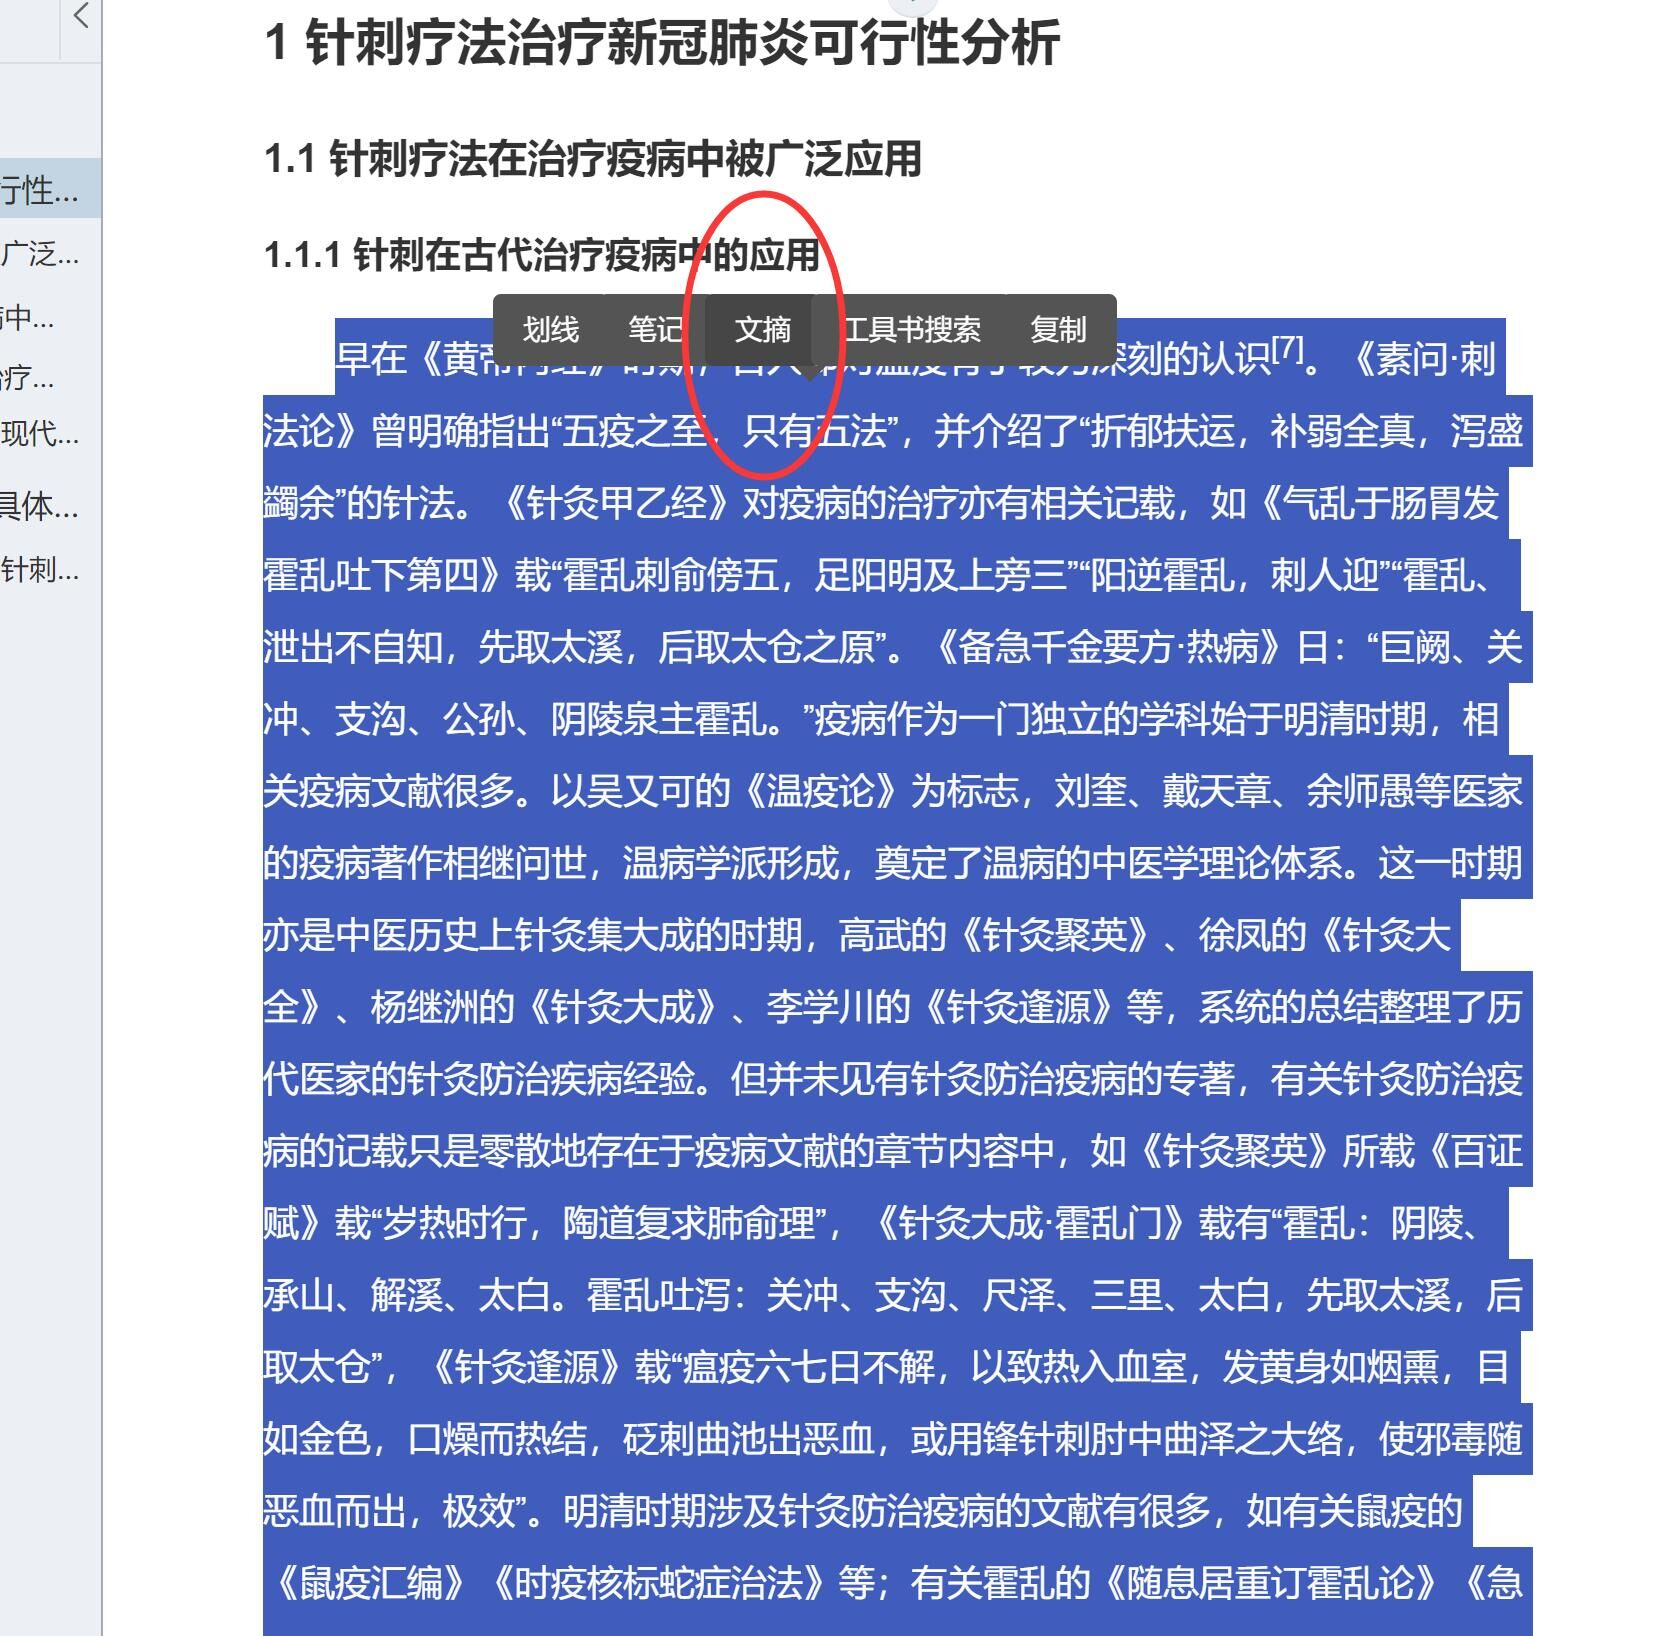 1 针刺疗法治疗新冠肺炎可行性分析
1.1 针刺疗法在治疗疫病中被广泛应用
1.1.1 针刺在古代治疗疫病中的应用
行性...
广泛...
中...
疗...
现代...
具体...
针刺...
划线 笔记 文摘 工具书搜索 复制
早在《黄帝 深刻的认识[7]。《素问·刺
法论》曾明确指出“五疫之至，只有五法”，并介绍了“折郁扶运，补弱全真，泻盛
蠲余”的针法。《针灸甲乙经》对疫病的治疗亦有相关记载，如《气乱于肠胃发
霍乱吐下第四》载“霍乱刺俞傍五，足阳明及上旁三”“阳逆霍乱，刺人迎”“霍乱、
泄出不自知，先取太溪，后取太仓之原”。《备急千金要方·热病》日：“巨阙、关
冲、支沟、公孙、阴陵泉主霍乱。”疫病作为一门独立的学科始于明清时期，相
关疫病文献很多。以吴又可的《温疫论》为标志，刘奎、戴天章、余师愚等医家
的疫病著作相继问世，温病学派形成，奠定了温病的中医学理论体系。这一时期
亦是中医历史上针灸集大成的时期，高武的《针灸聚英》、徐凤的《针灸大
全》、杨继洲的《针灸大成》、李学川的《针灸逢源》等，系统的总结整理了历
代医家的针灸防治疾病经验。但并未见有针灸防治疫病的专著，有关针灸防治疫
病的记载只是零散地存在于疫病文献的章节内容中，如《针灸聚英》所载《百证
赋》载“岁热时行，陶道复求肺俞理”，《针灸大成·霍乱门》载有“霍乱：阴陵、
承山、解溪、太白。霍乱吐泻：关冲、支沟、尺泽、三里、太白，先取太溪，后
取太仓”，《针灸逢源》载“瘟疫六七日不解，以致热入血室，发黄身如烟熏，目
如金色，口燥而热结，砭刺曲池出恶血，或用锋针刺肘中曲泽之大络，使邪毒随
恶血而出，极效”。明清时期涉及针灸防治疫病的文献有很多，如有关鼠疫的
《鼠疫汇编》《时疫核标蛇症治法》等；有关霍乱的《随息居重订霍乱论》《急